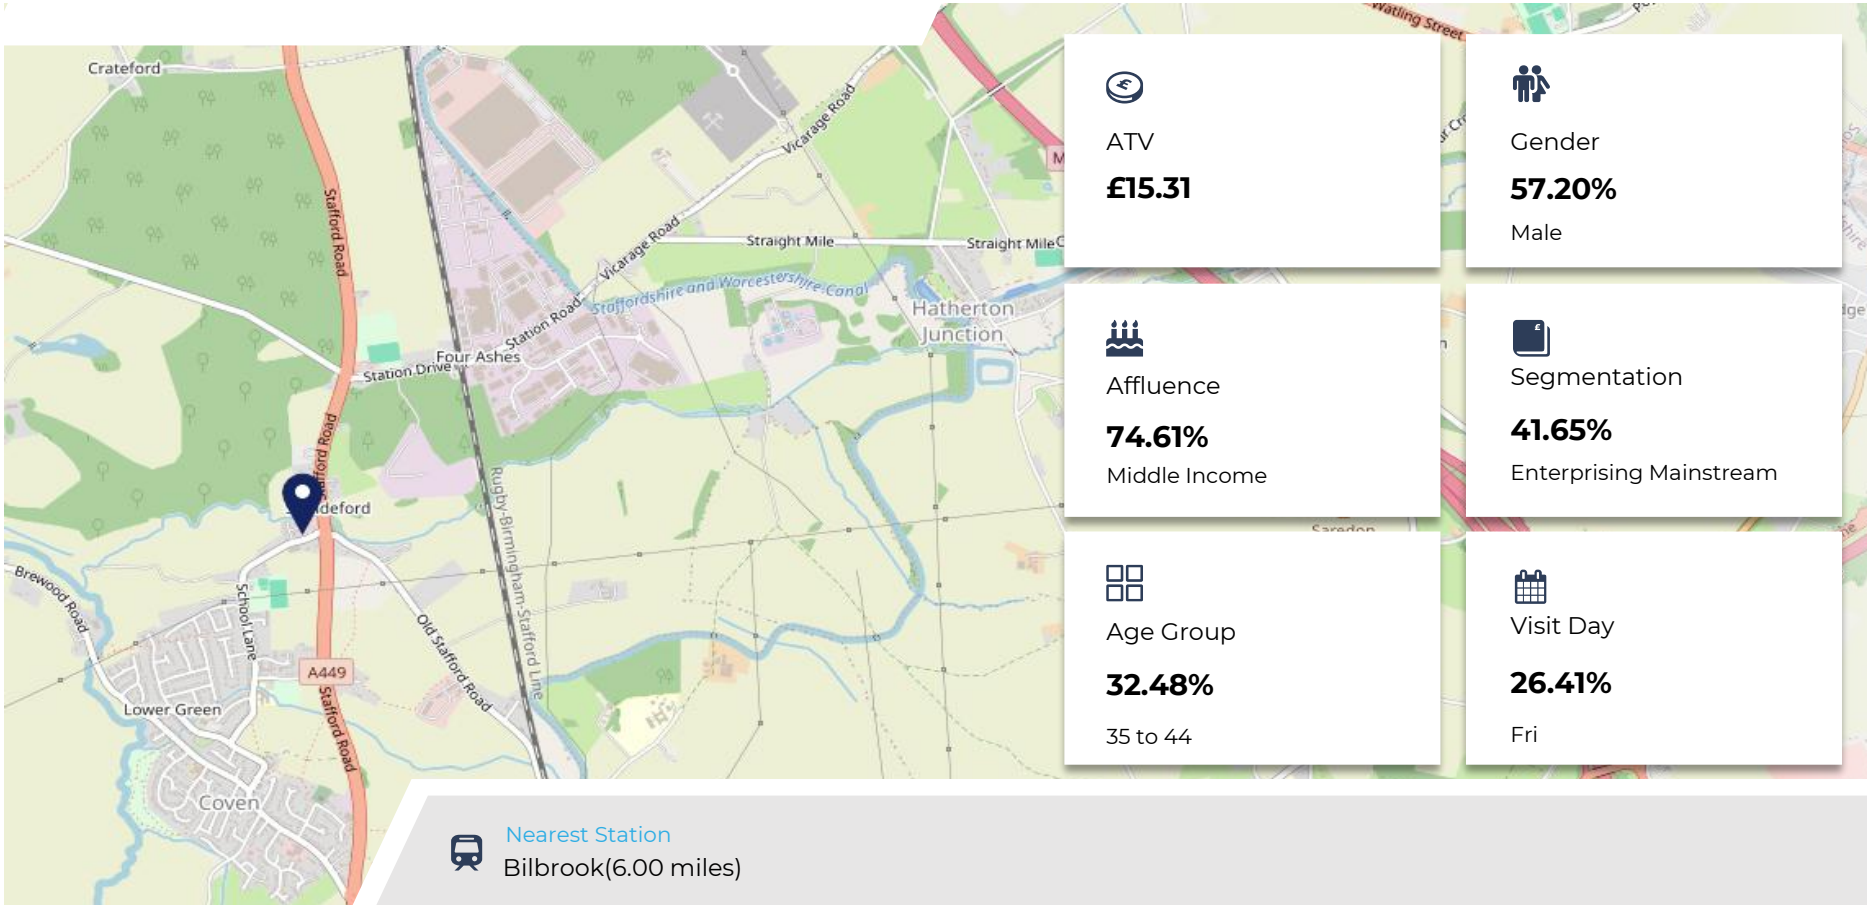 Crateford
Stafford Road
Vicarage Road
Watling Street
Straight Mile
Straight Mile
Vicarage Road
Staffordshire and Worcestershire Canal
Hatherton
Junction
Station Road
Four Ashes
Station Drive
Rugby-Birmingham-Stafford Line
Brewood Road
School Lane
Old Stafford Road
A449
Stafford Road
Lower Green
Coven
Saredon
ATV
£15.31
Gender
57.20%
Male
Affluence
74.61%
Middle Income
Segmentation
41.65%
Enterprising Mainstream
Age Group
32.48%
35 to 44
Visit Day
26.41%
Fri
Nearest Station
Bilbrook(6.00 miles)